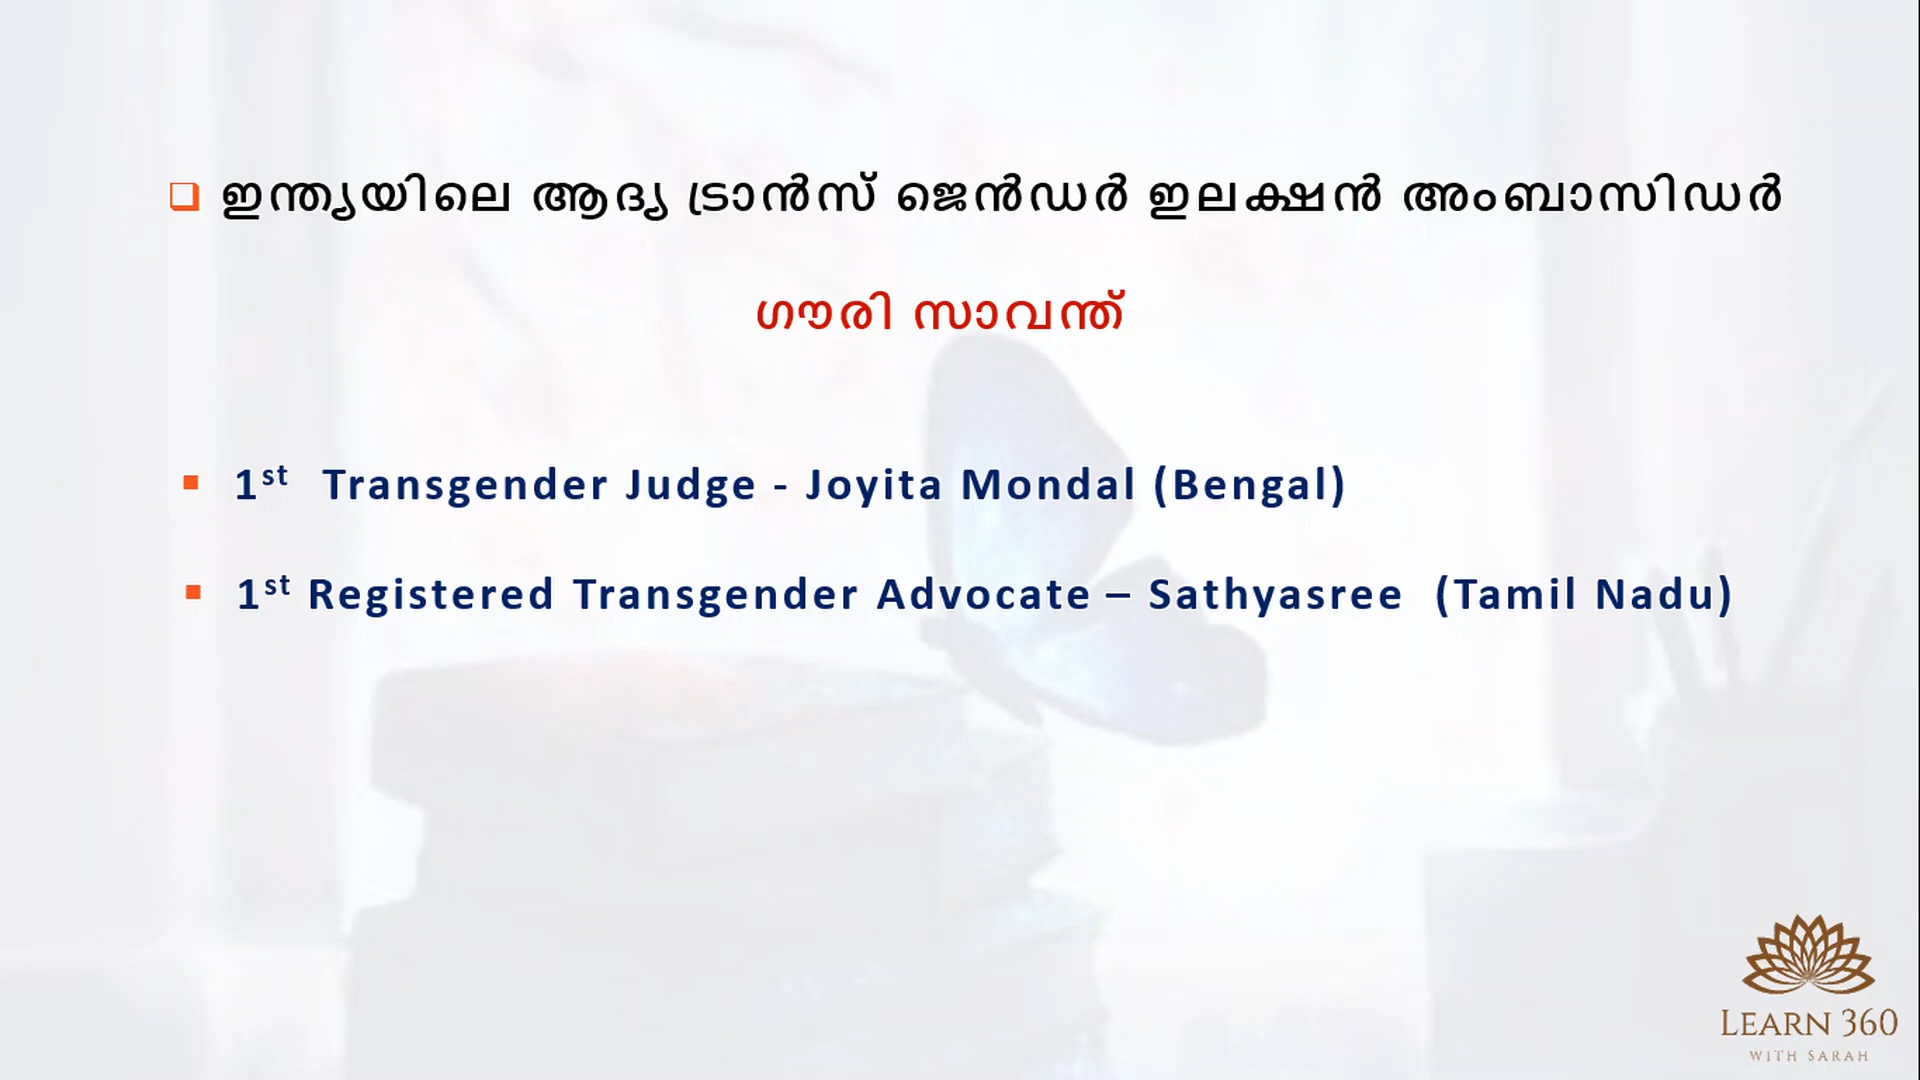 ഇന്ത്യയിലെ ആദ്യ ട്രാൻസ് ജെൻഡർ ഇലക്ഷൻ അംബാസിഡർ
ഗൗരി സാവന്ത്
1st Transgender Judge - Joyita Mondal (Bengal)
1st Registered Transgender Advocate – Sathyasree (Tamil Nadu)
LEARN 360
WITH SARAH